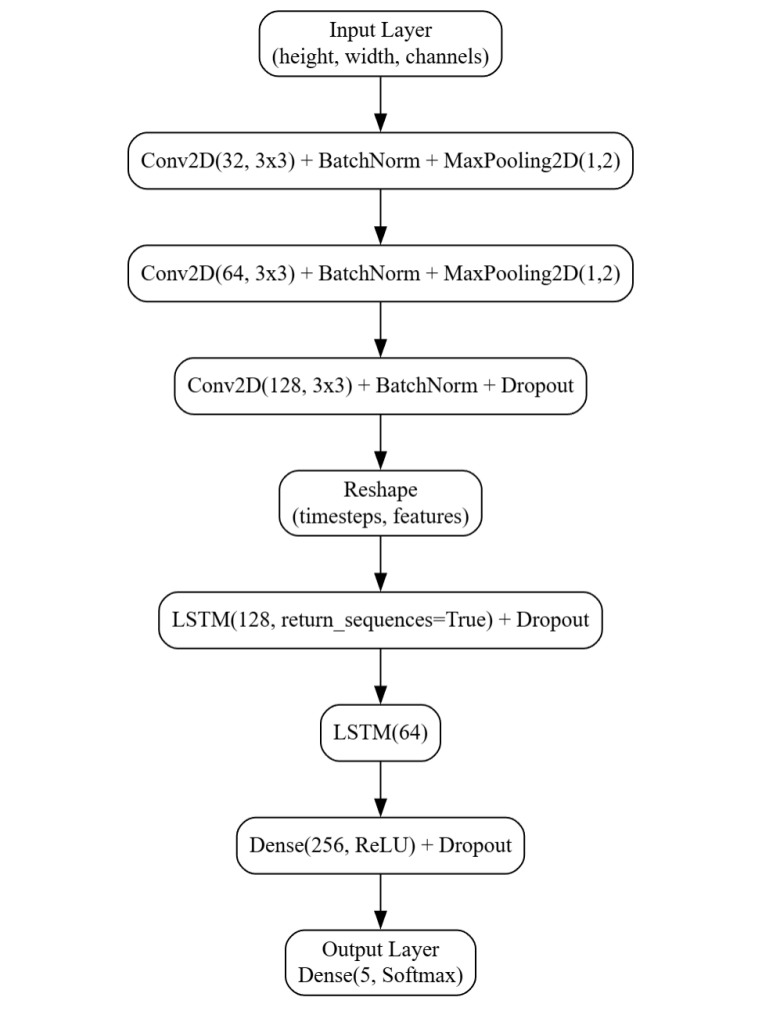 Input Layer
(height, width, channels)
Conv2D(32, 3x3) + BatchNorm + MaxPooling2D(1,2)
Conv2D(64, 3x3) + BatchNorm + MaxPooling2D(1,2)
Conv2D(128, 3x3) + BatchNorm + Dropout
Reshape
(timesteps, features)
LSTM(128, return_sequences=True) + Dropout
LSTM(64)
Dense(256, ReLU) + Dropout
Output Layer
Dense(5, Softmax)